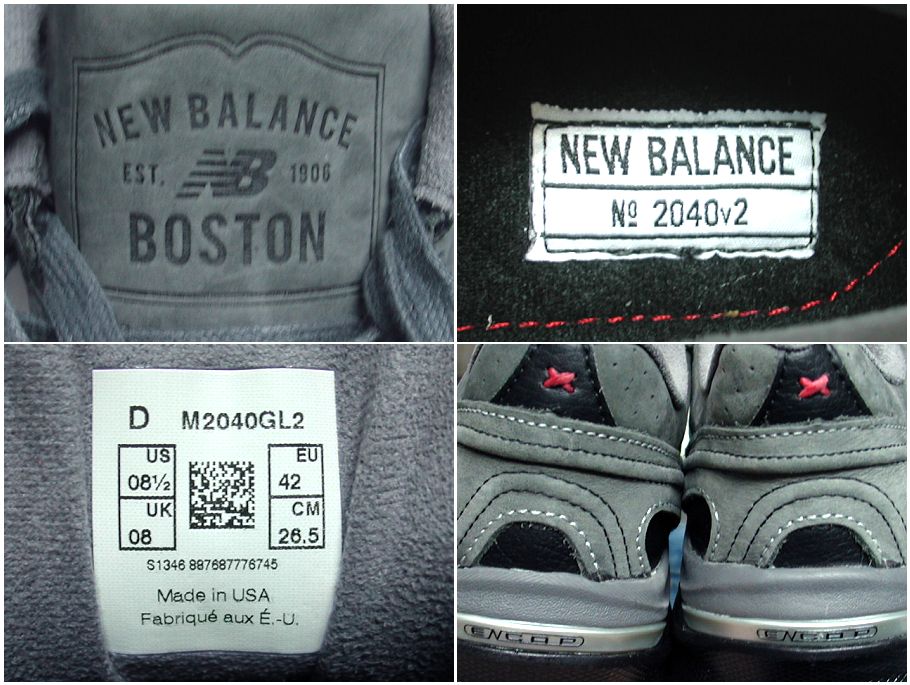 NEW BALANCE
EST. NB 1906
BOSTON
NEW BALANCE
Nº 2040v2
D M2040GL2
US EU
08½ 42
UK CM
08 26.5
S1346 887687776745
Made in USA
Fabriqué aux É.-U.
ENCAP ENCAP